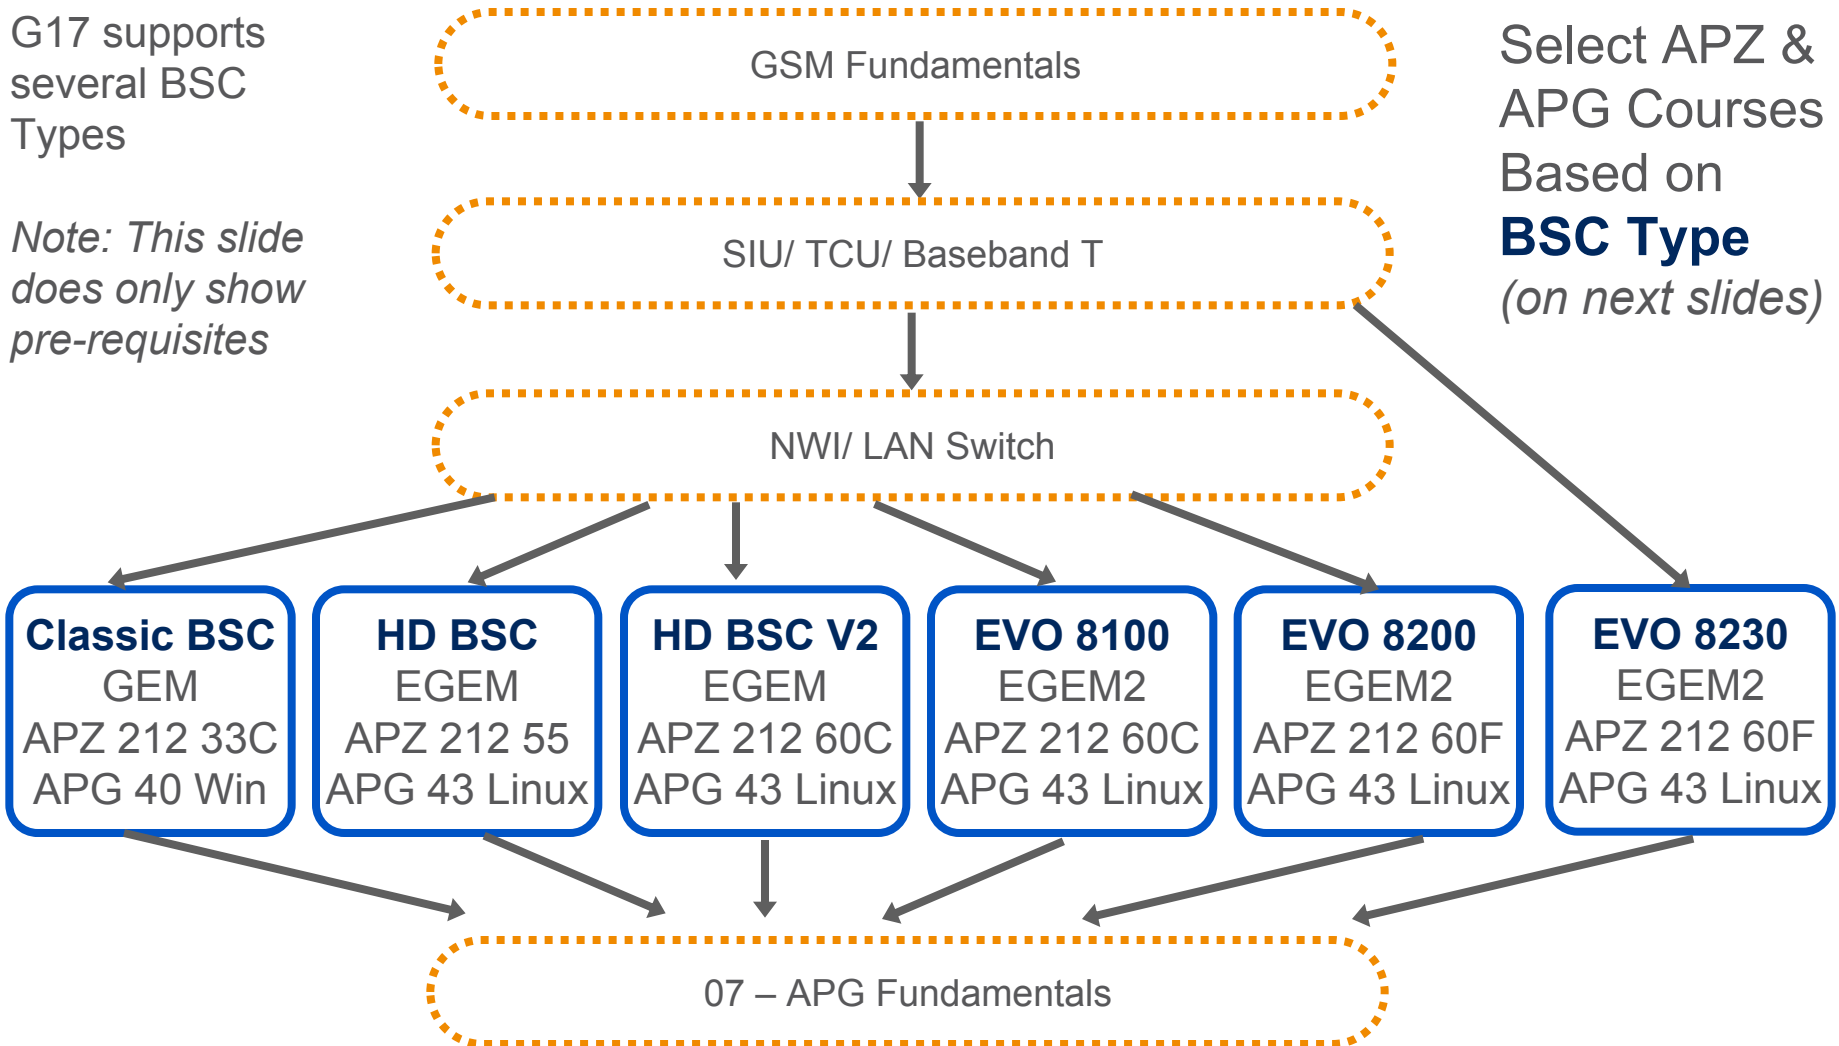 G17 supports
several BSC
Types
Note: This slide
does only show
pre-requisites
GSM Fundamentals
Select APZ &
APG Courses
Based on
BSC Type
(on next slides)
SIU/ TCU/ Baseband T
NWI/ LAN Switch
Classic BSC
GEM
APZ 212 33C
APG 40 Win
HD BSC
EGEM
APZ 212 55
APG 43 Linux
HD BSC V2
EGEM
APZ 212 60C
APG 43 Linux
EVO 8100
EGEM2
APZ 212 60C
APG 43 Linux
EVO 8200
EGEM2
APZ 212 60F
APG 43 Linux
EVO 8230
EGEM2
APZ 212 60F
APG 43 Linux
07 – APG Fundamentals